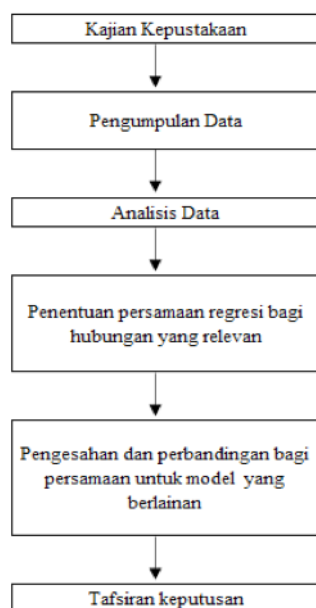 Kajian Kepustakaan
Pengumpulan Data
Analisis Data
Penentuan persamaan regresi bagi
hubungan yang relevan
Pengesahan dan perbandingan bagi
persamaan untuk model yang
berlainan
Tafsiran keputusan